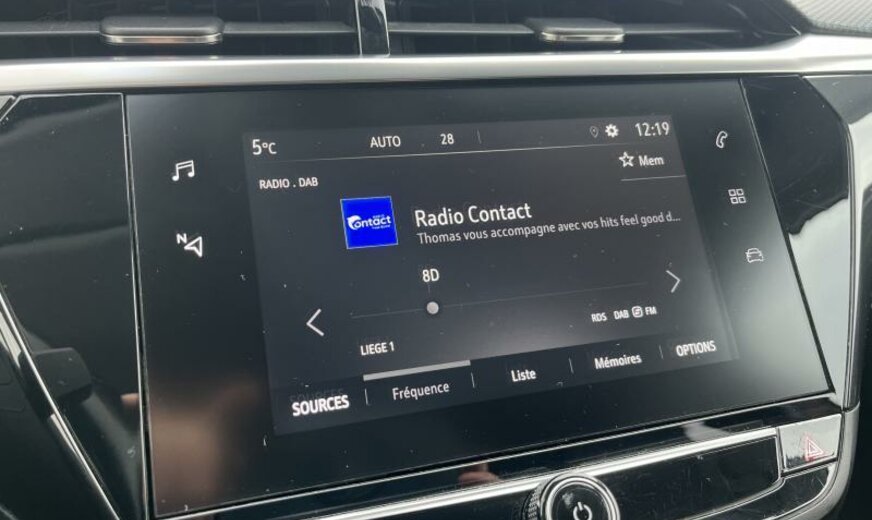 5°C AUTO 28 12:19
Mem
RADIO . DAB
contact
Radio Contact
Thomas vous accompagne avec vos hits feel good d...
N
8D
RDS DAB FM
LIEGE 1
SOURCES Fréquence Liste Mémoires OPTIONS